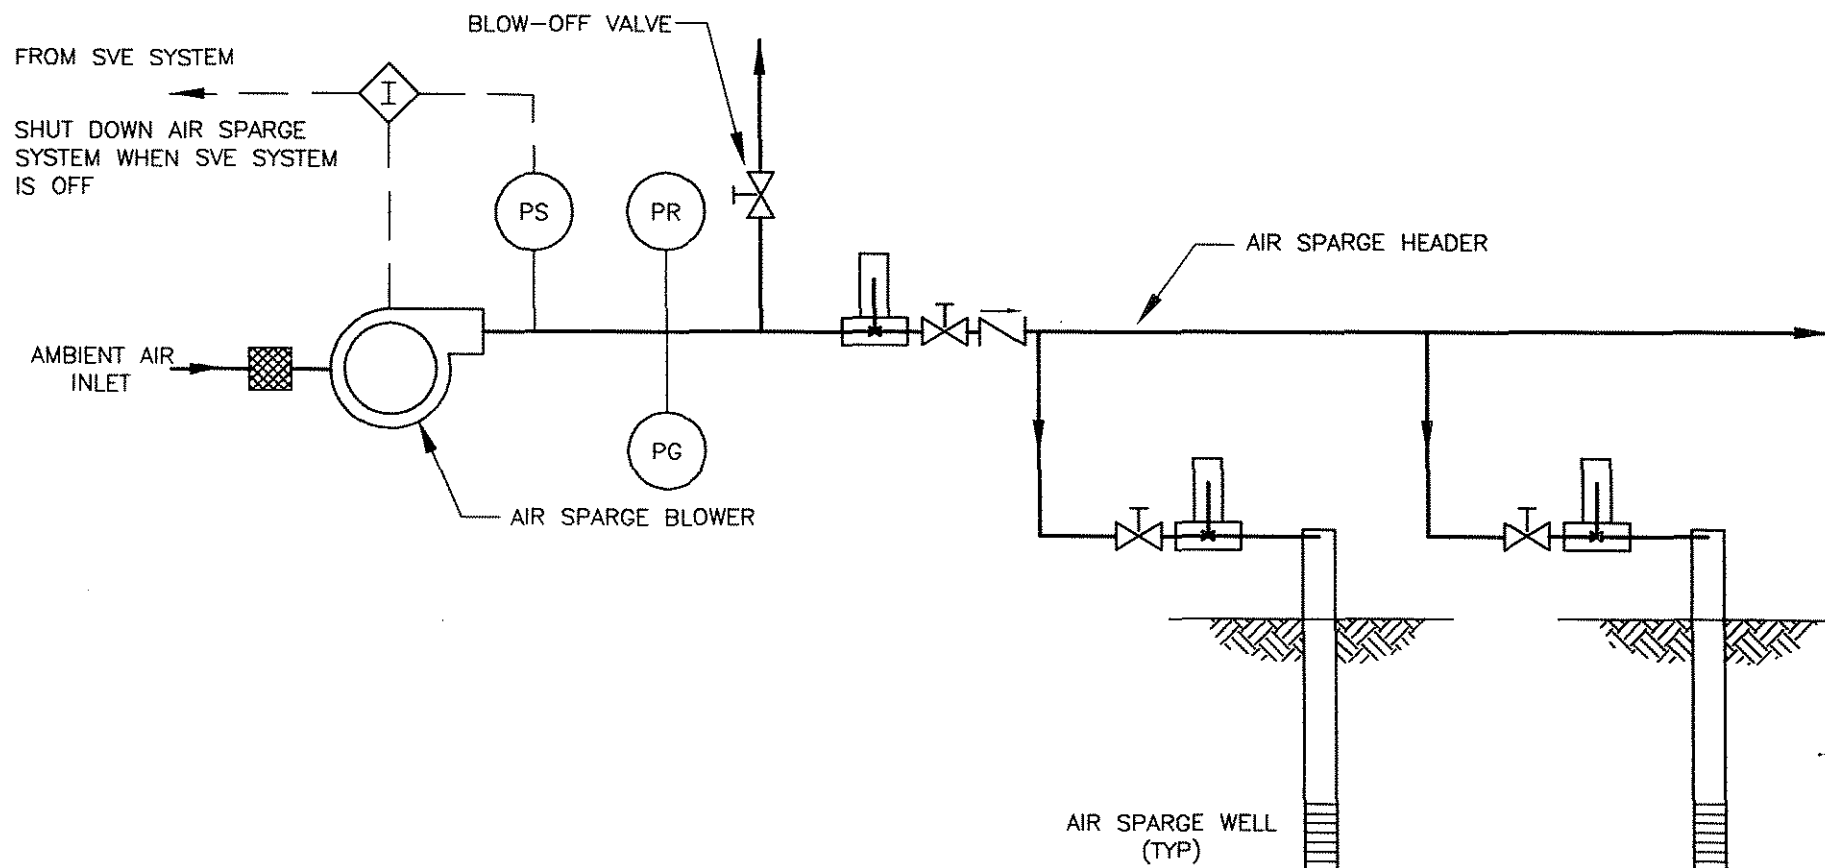 BLOW-OFF VALVE
FROM SVE SYSTEM
I
SHUT DOWN AIR SPARGE
SYSTEM WHEN SVE SYSTEM
IS OFF
PS
PR
AIR SPARGE HEADER
AMBIENT AIR
INLET
PG
AIR SPARGE BLOWER
AIR SPARGE WELL
(TYP)